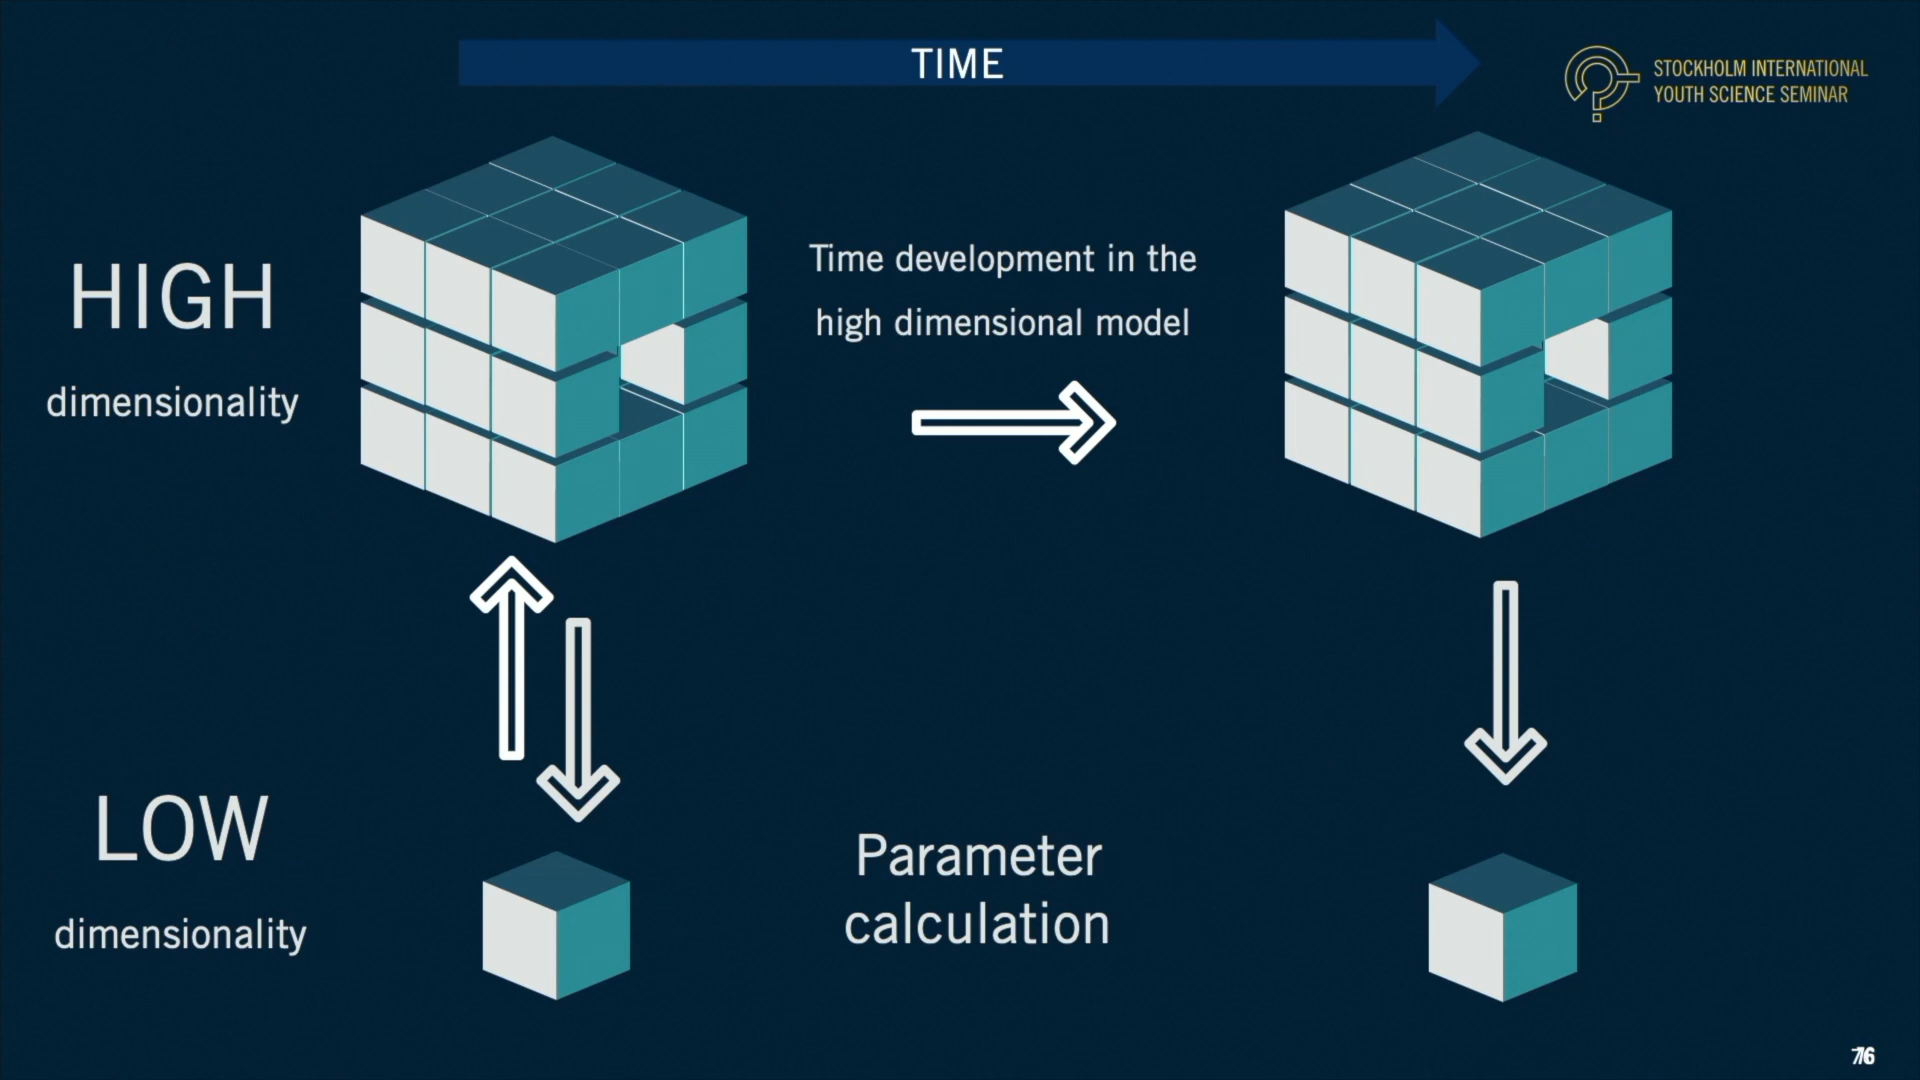 TIME
STOCKHOLM INTERNATIONAL
YOUTH SCIENCE SEMINAR
HIGH
dimensionality
Time development in the
high dimensional model
LOW
dimensionality
Parameter
calculation